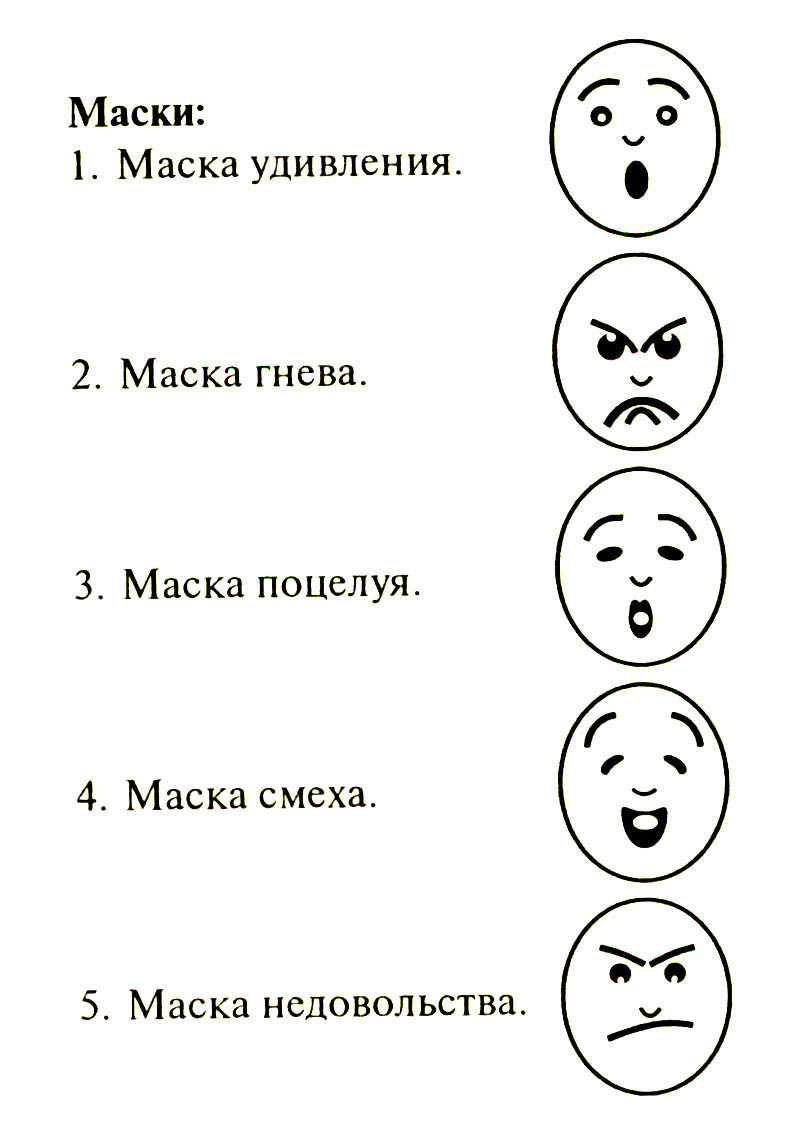 Маски:
1. Маска удивления.
2. Маска гнева.
3. Маска поцелуя.
4. Маска смеха.
5. Маска недовольства.